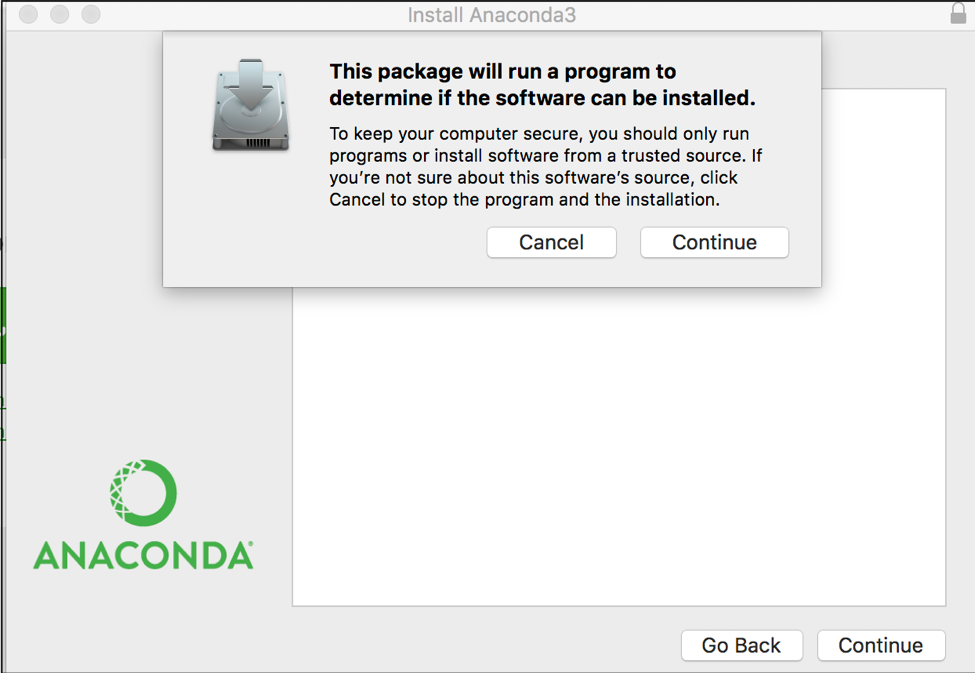 Install Anaconda3
This package will run a program to
determine if the software can be installed.
To keep your computer secure, you should only run
programs or install software from a trusted source. If
you’re not sure about this software’s source, click
Cancel to stop the program and the installation.
Cancel
Continue
ANACONDA®
Go Back
Continue